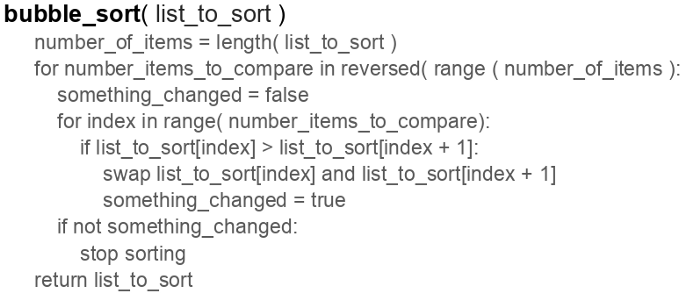 bubble_sort( list_to_sort )
number_of_items = length( list_to_sort )
for number_items_to_compare in reversed( range ( number_of_items ):
something_changed = false
for index in range( number_items_to_compare):
if list_to_sort[index] > list_to_sort[index + 1]:
swap list_to_sort[index] and list_to_sort[index + 1]
something_changed = true
if not something_changed:
stop sorting
return list_to_sort